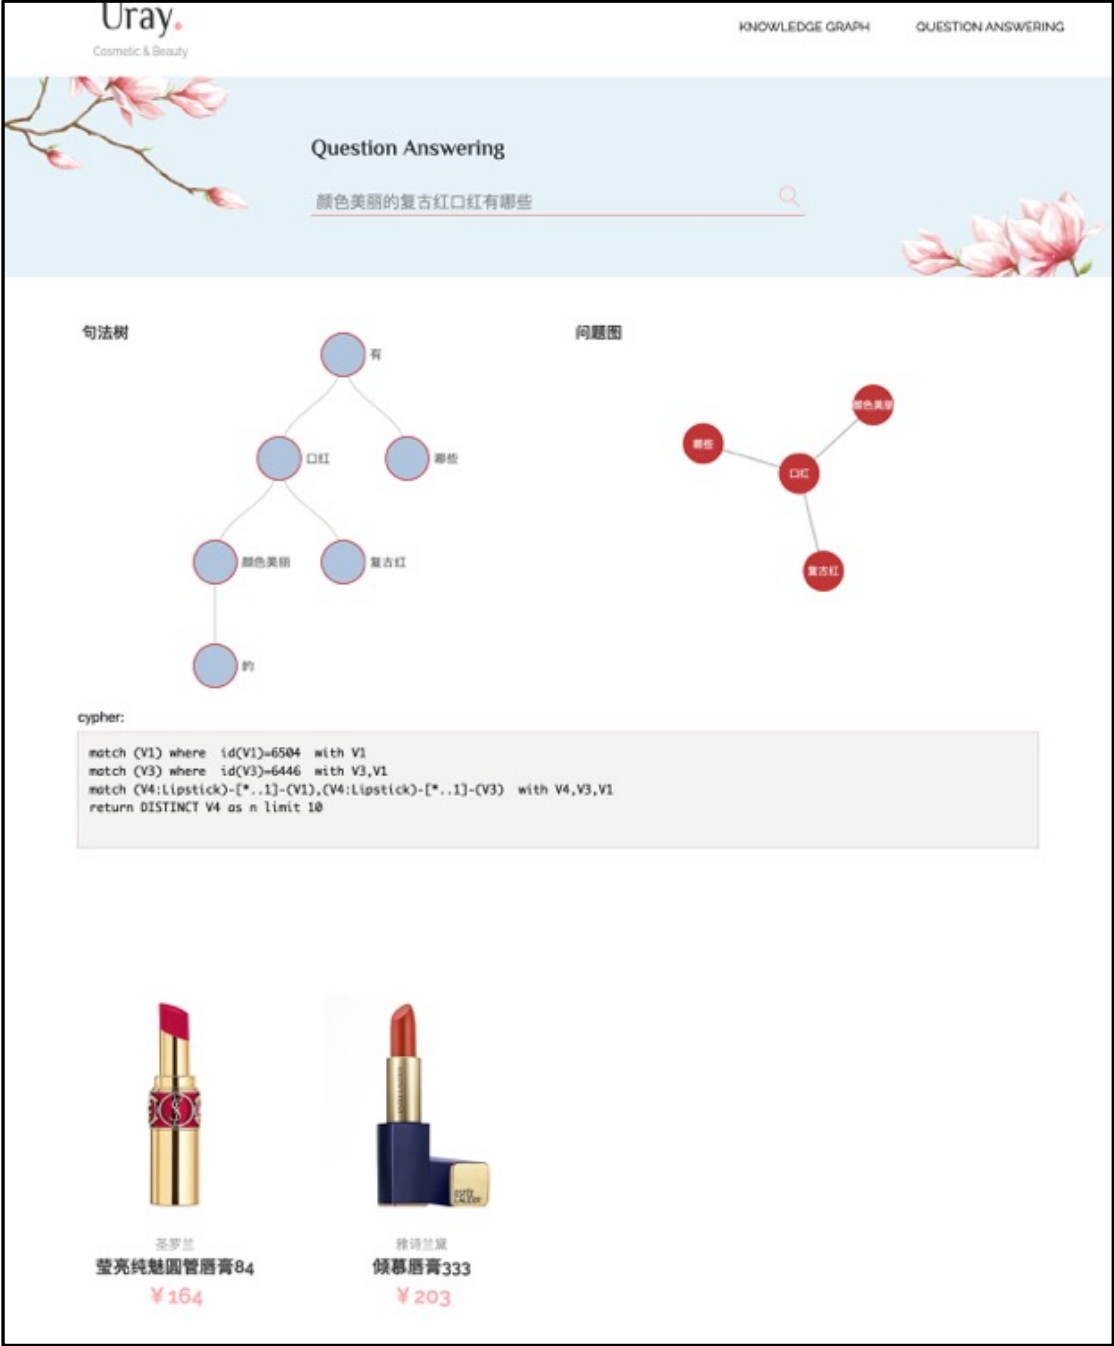 Uray.
Cosmetic & Beauty
KNOWLEDGE GRAPH
QUESTION ANSWERING
Question Answering
颜色美丽的复古红口红有哪些
句法树
问题图
有
口红
哪些
颜色美丽
复古红
的
颜色美丽
哪些
口红
复古红
cypher:
match (V1) where  id(V1)=6504  with V1
match (V3) where  id(V3)=6446  with V3,V1
match (V4:Lipstick)-[*..1]-(V1),(V4:Lipstick)-[*..1]-(V3)  with V4,V3,V1
return DISTINCT V4 as n limit 10
ESTĒE
LAUDER
圣罗兰
莹亮纯魅圆管唇膏84
¥164
雅诗兰黛
倾慕唇膏333
¥203